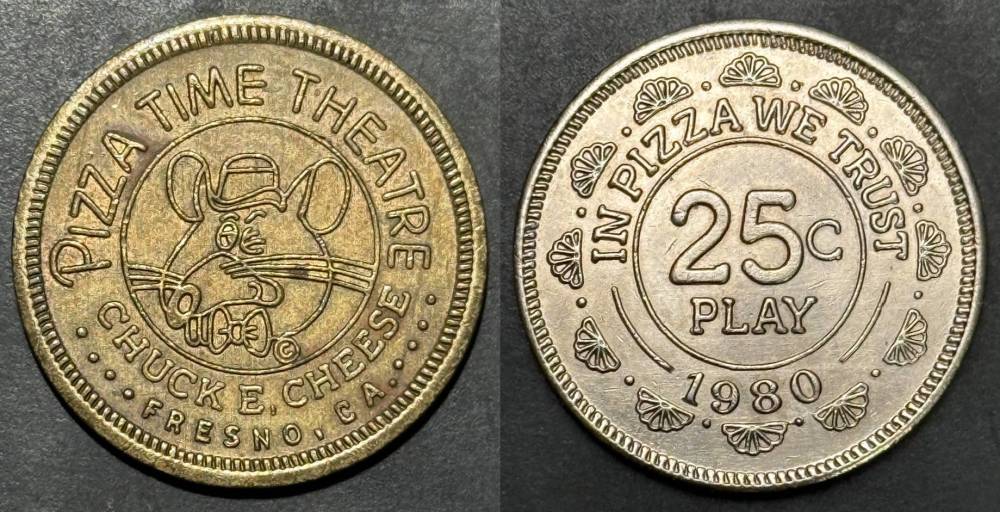 PIZZA TIME THEATRE
©
CHUCK E. CHEESE
FRESNO, CA.
IN PIZZA WE TRUST
25C
PLAY
1980